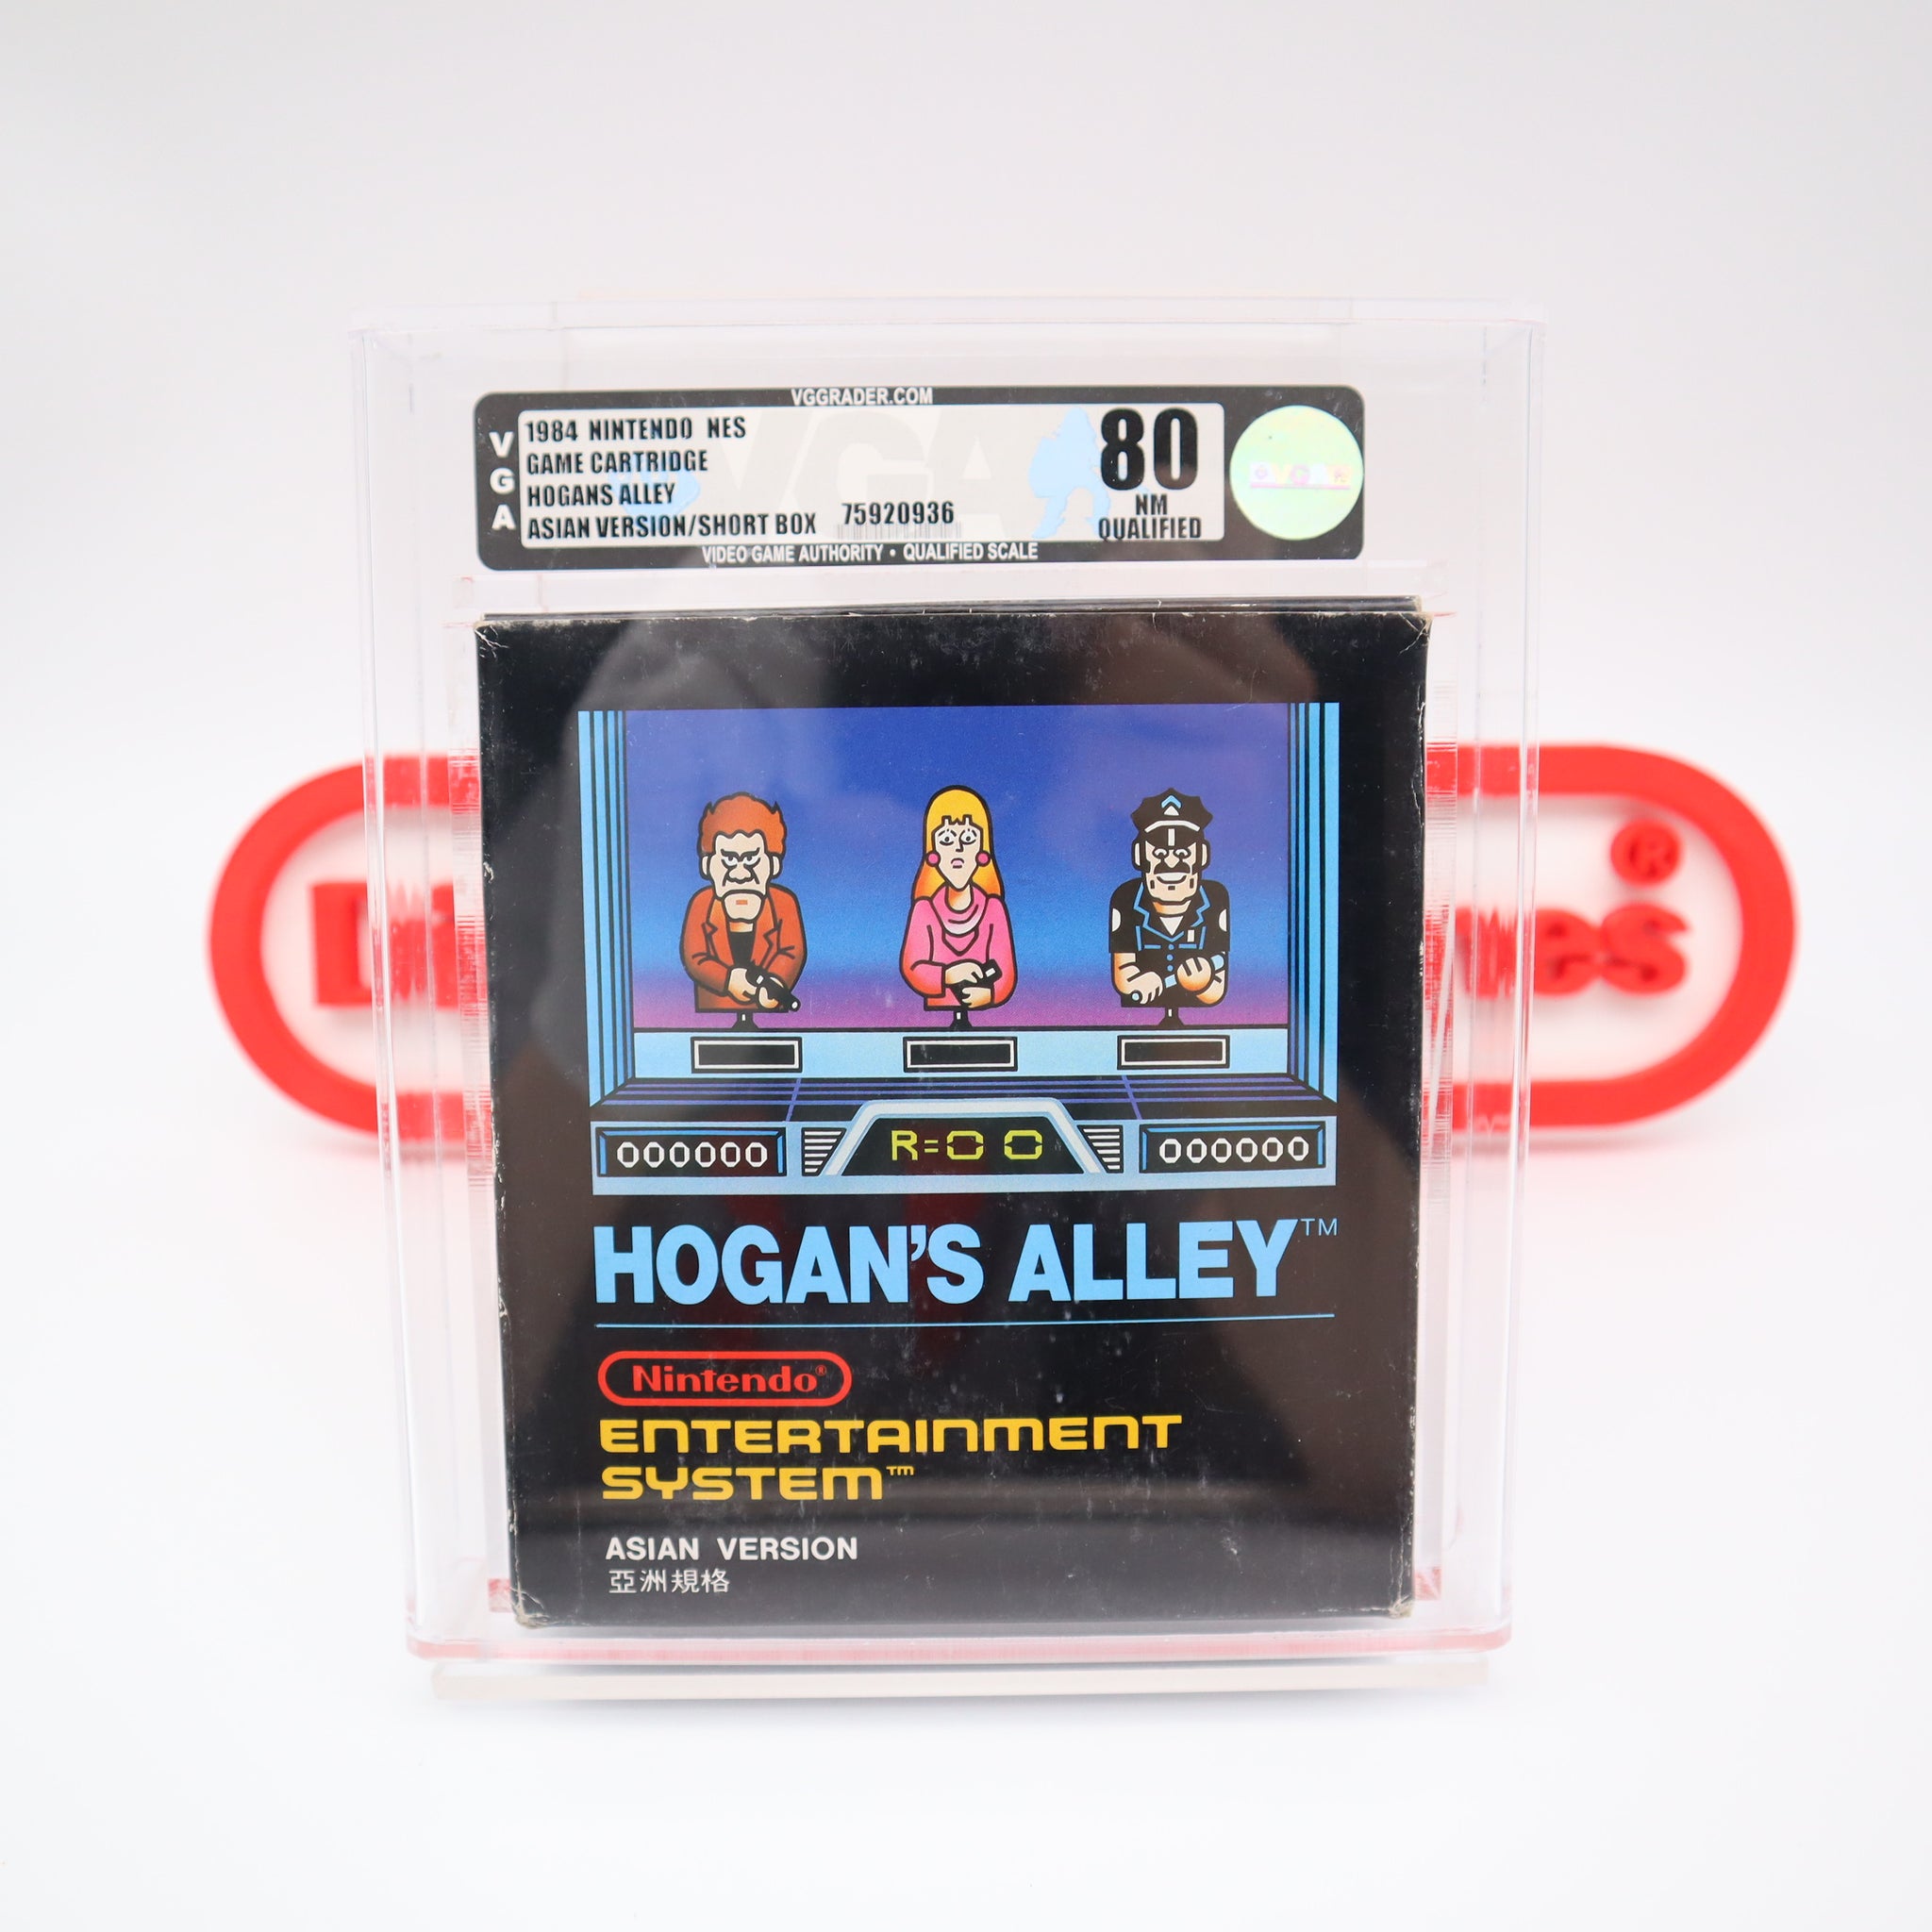 VGGRADER.COM
VGA
1984 NINTENDO NES
GAME CARTRIDGE
HOGANS ALLEY
ASIAN VERSION/SHORT BOX 75920936
80
NM
QUALIFIED
VIDEO GAME AUTHORITY • QUALIFIED SCALE
R=00
000000
000000
HOGAN'S ALLEY™
Nintendo®
ENTERTAINMENT
SYSTEM™
ASIAN VERSION
亞洲規格
®